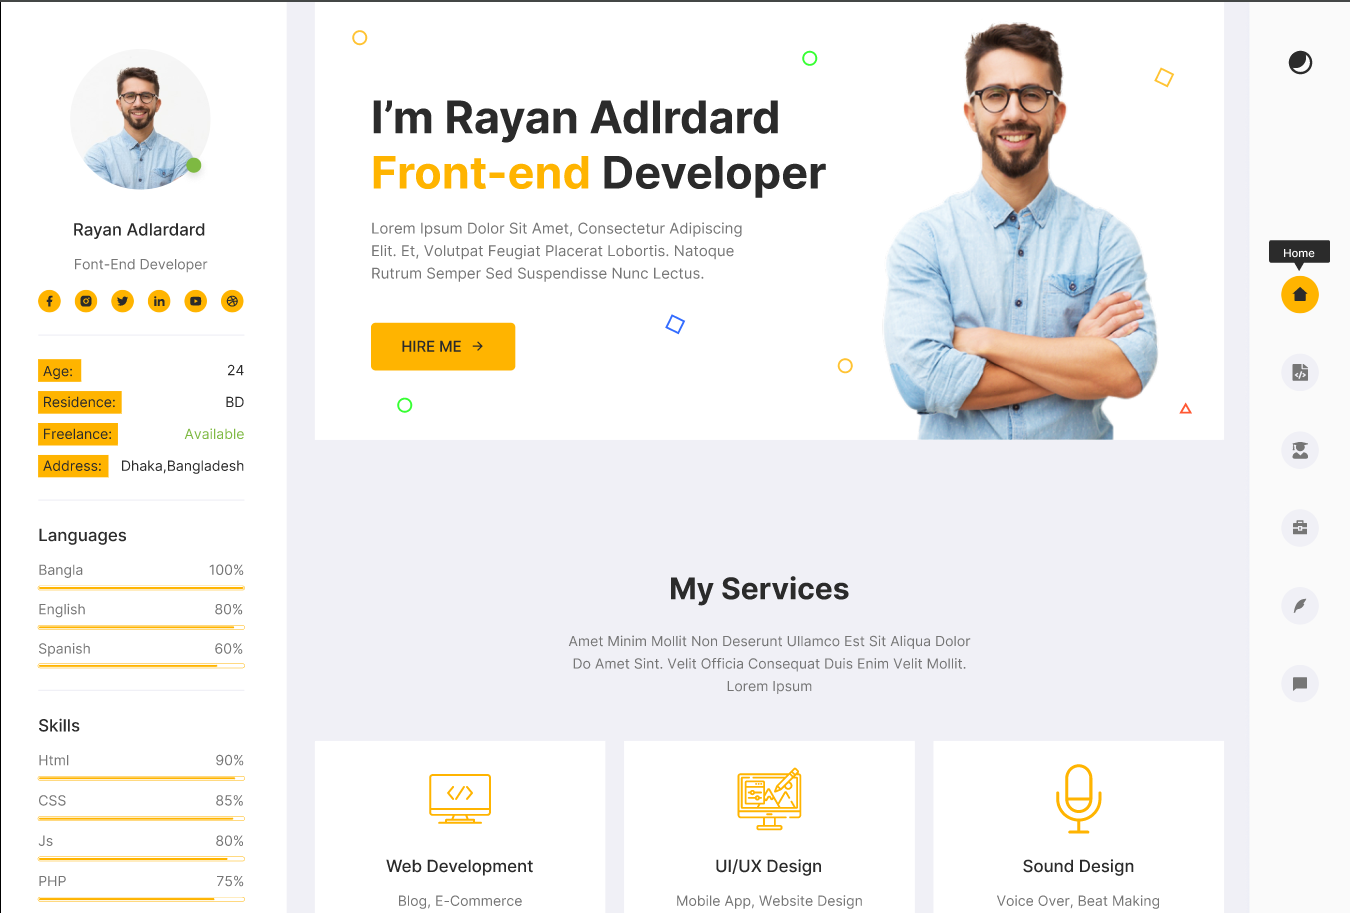 Rayan Adlardard
Font-End Developer
Age: 24
Residence: BD
Freelance: Available
Address: Dhaka,Bangladesh
Languages
Bangla 100%
English 80%
Spanish 60%
Skills
Html 90%
CSS 85%
Js 80%
PHP 75%
I’m Rayan Adlrdard
Front-end Developer
Lorem Ipsum Dolor Sit Amet, Consectetur Adipiscing
Elit. Et, Volutpat Feugiat Placerat Lobortis. Natoque
Rutrum Semper Sed Suspendisse Nunc Lectus.
HIRE ME →
My Services
Amet Minim Mollit Non Deserunt Ullamco Est Sit Aliqua Dolor
Do Amet Sint. Velit Officia Consequat Duis Enim Velit Mollit.
Lorem Ipsum
Web Development
Blog, E-Commerce
UI/UX Design
Mobile App, Website Design
Sound Design
Voice Over, Beat Making
Home